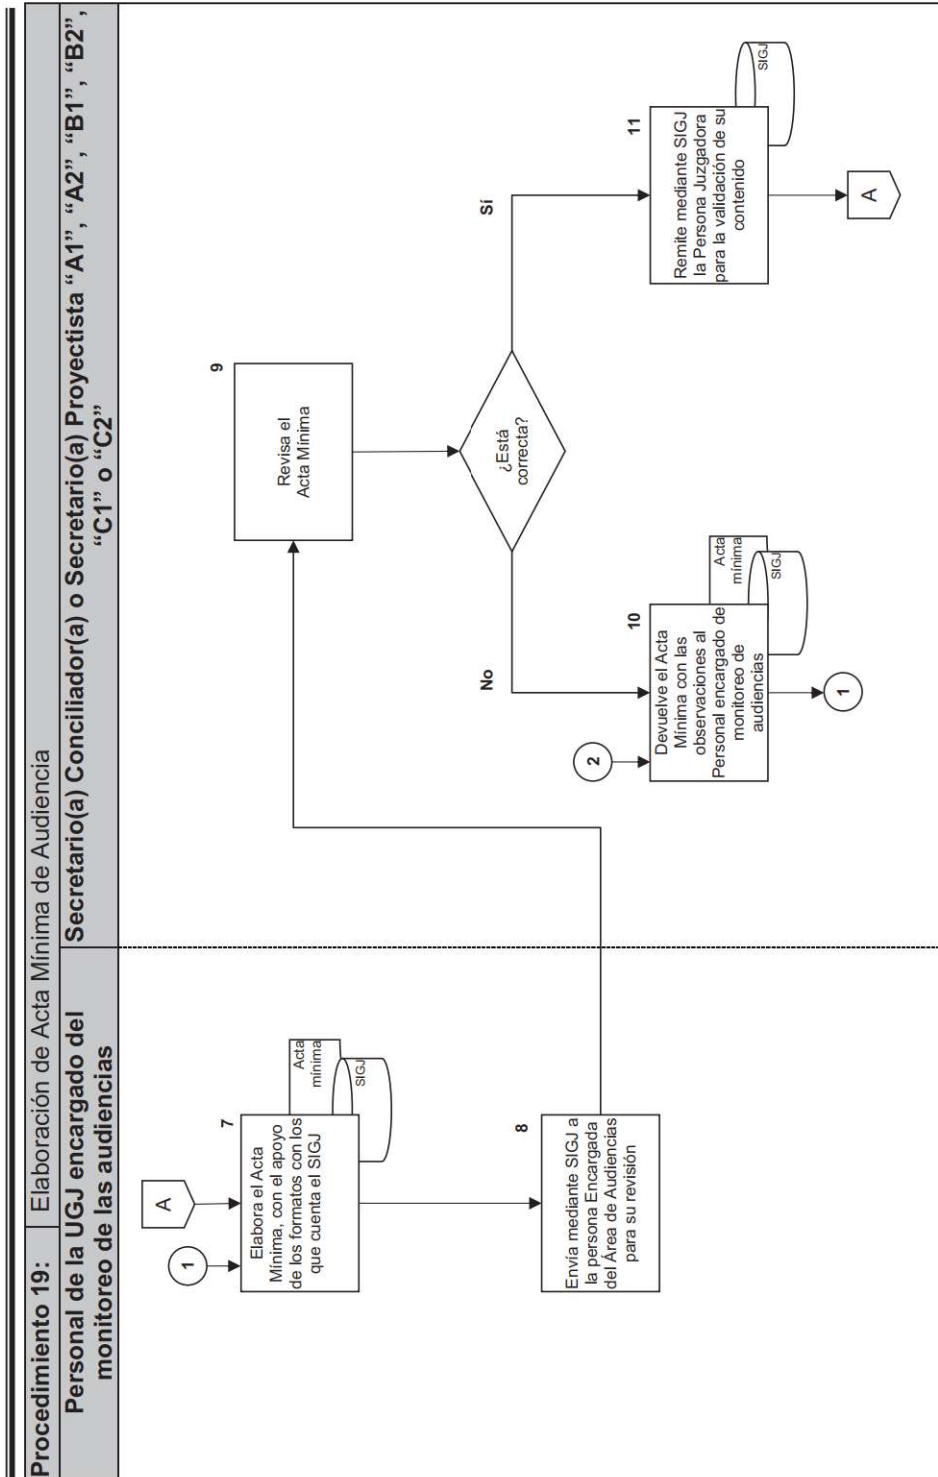 Procedimiento 19: Elaboración de Acta Mínima de Audiencia
Personal de la UGJ encargado del
monitoreo de las audiencias
Secretario(a) Conciliador(a) o Secretario(a) Proyectista “A1”, “A2”, “B1”, “B2”,
“C1” o “C2”
A
1
7
Elabora el Acta
Mínima, con el apoyo
de los formatos con los
que cuenta el SIGJ
Acta
mínima
SIGJ
8
Envía mediante SIGJ a
la persona Encargada
del Área de Audiencias
para su revisión
9
Revisa el
Acta Mínima
¿Está
correcta?
No
Sí
2
10
Devuelve el Acta
Mínima con las
observaciones al
Personal encargado de
monitoreo de
audiencias
Acta
mínima
SIGJ
1
11
Remite mediante SIGJ
la Persona Juzgadora
para la validación de su
contenido
SIGJ
A